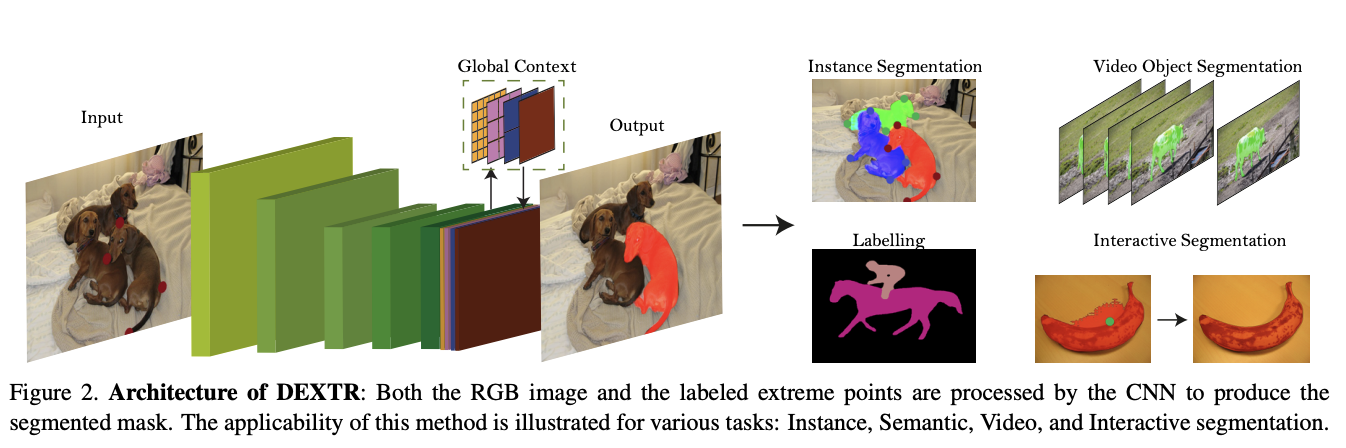 Input
Global Context
Output
Instance Segmentation
Video Object Segmentation
Labelling
Interactive Segmentation
Figure 2. Architecture of DEXTR: Both the RGB image and the labeled extreme points are processed by the CNN to produce the
segmented mask. The applicability of this method is illustrated for various tasks: Instance, Semantic, Video, and Interactive segmentation.